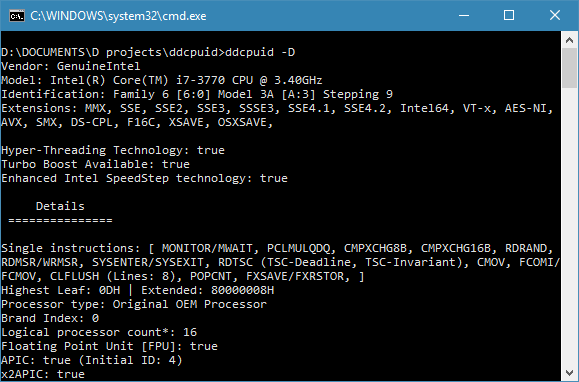 C:\WINDOWS\system32\cmd.exe
D:\DOCUMENTS\D projects\ddcpuid>ddcpuid -D
Vendor: GenuineIntel
Model: Intel(R) Core(TM) i7-3770 CPU @ 3.40GHz
Identification: Family 6 [6:0] Model 3A [A:3] Stepping 9
Extensions: MMX, SSE, SSE2, SSE3, SSSE3, SSE4.1, SSE4.2, Intel64, VT-x, AES-NI,
AVX, SMX, DS-CPL, F16C, XSAVE, OSXSAVE,
Hyper-Threading Technology: true
Turbo Boost Available: true
Enhanced Intel SpeedStep technology: true
Details
===============
Single instructions: [ MONITOR/MWAIT, PCLMULQDQ, CMPXCHG8B, CMPXCHG16B, RDRAND,
RDMSR/WRMSR, SYSENTER/SYSEXIT, RDTSC (TSC-Deadline, TSC-Invariant), CMOV, FCOMI/
FCMOV, CLFLUSH (Lines: 8), POPCNT, FXSAVE/FXRSTOR, ]
Highest Leaf: 0DH | Extended: 80000008H
Processor type: Original OEM Processor
Brand Index: 0
Logical processor count*: 16
Floating Point Unit [FPU]: true
APIC: true (Initial ID: 4)
x2APIC: true